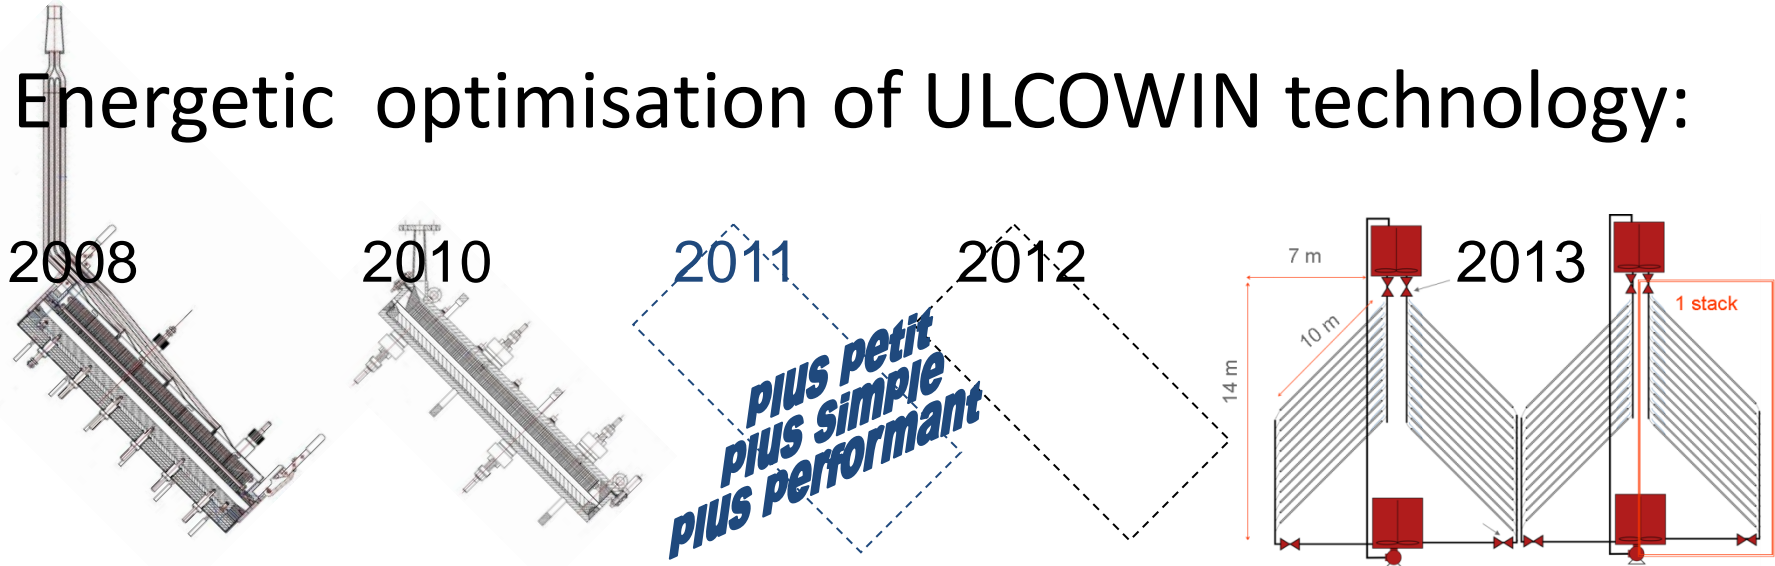 Energetic optimisation of ULCOWIN technology:
2008
2010
2011
2012
2013
plus petit
plus simple
plus performant
7 m
10 m
14 m
1 stack